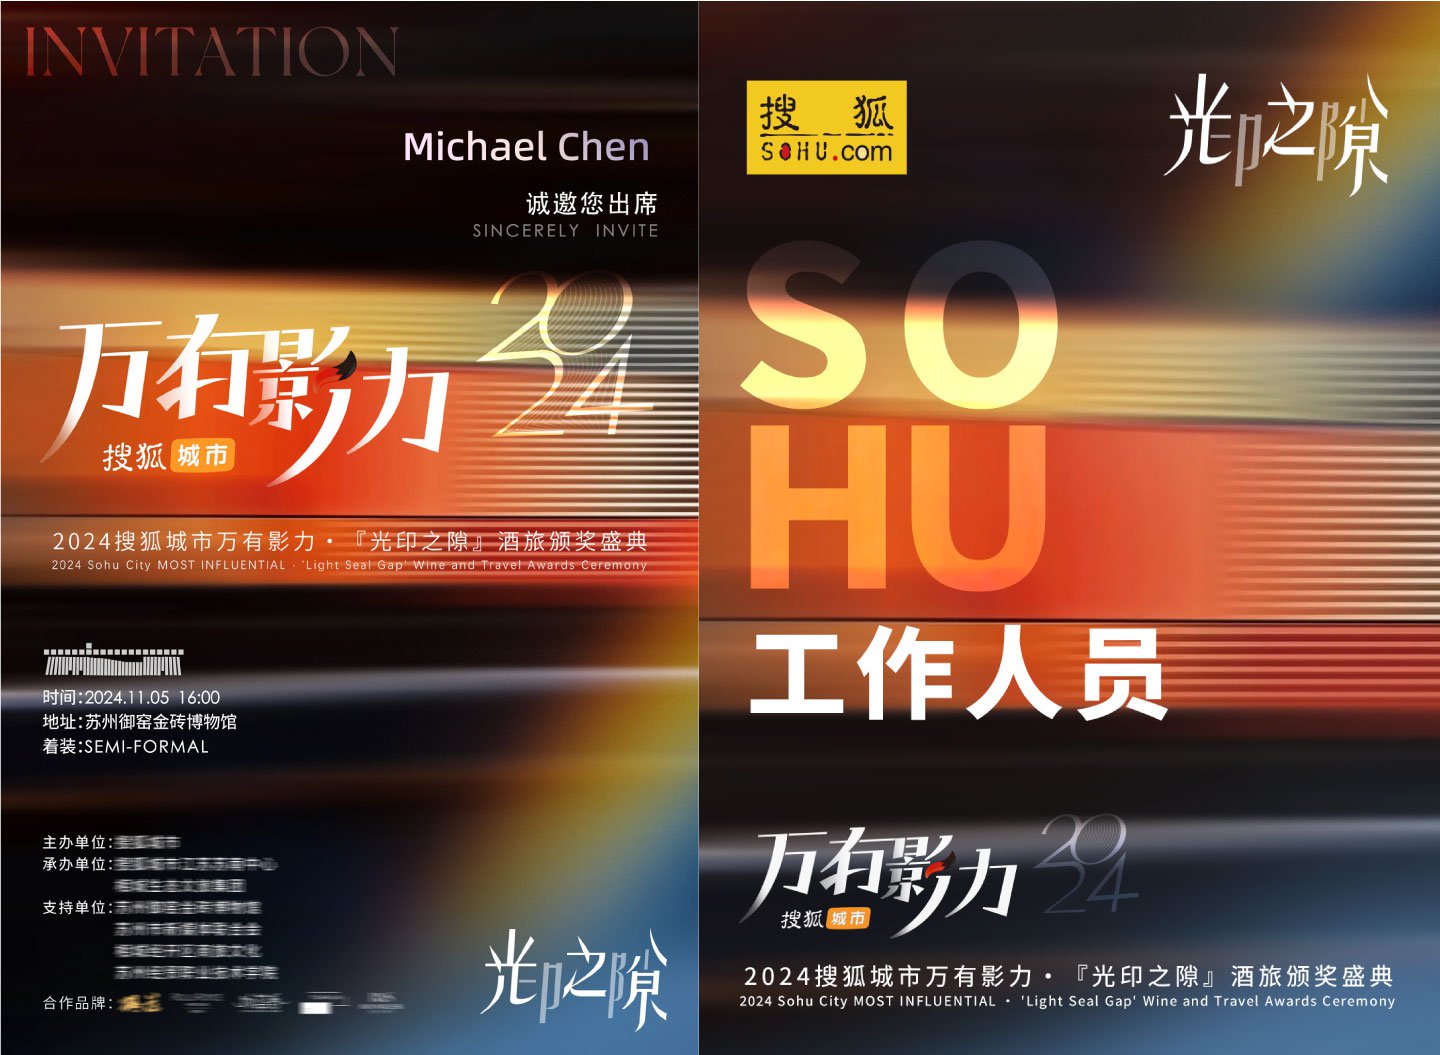 INVITATION
Michael Chen
诚邀您出席
SINCERELY INVITE
2024
万有影力
搜狐 城市
2024搜狐城市万有影力·『光印之隙』酒旅颁奖盛典
2024 Sohu City MOST INFLUENTIAL · 'Light Seal Gap' Wine and Travel Awards Ceremony
时间:2024.11.05 16:00
地址:苏州御窑金砖博物馆
着装:SEMI-FORMAL
主办单位:
承办单位:
支持单位:
合作品牌:
光印之隙
搜狐
SOHU.com
光印之隙
SO
HU
工作人员
万有影力
2024
搜狐 城市
2024搜狐城市万有影力·『光印之隙』酒旅颁奖盛典
2024 Sohu City MOST INFLUENTIAL · 'Light Seal Gap' Wine and Travel Awards Ceremony